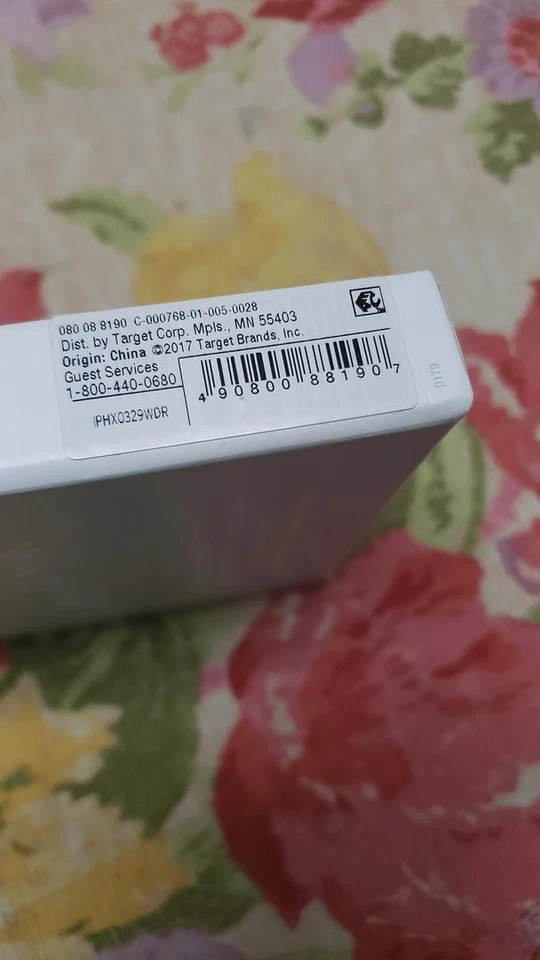 080 08 8190 C-000768-01-005-0028
Dist. by Target Corp. Mpls., MN 55403
Origin: China ©2017 Target Brands, Inc.
Guest Services
1-800-440-0680
IPHX0329WDR
4 90800 88190 7
0179